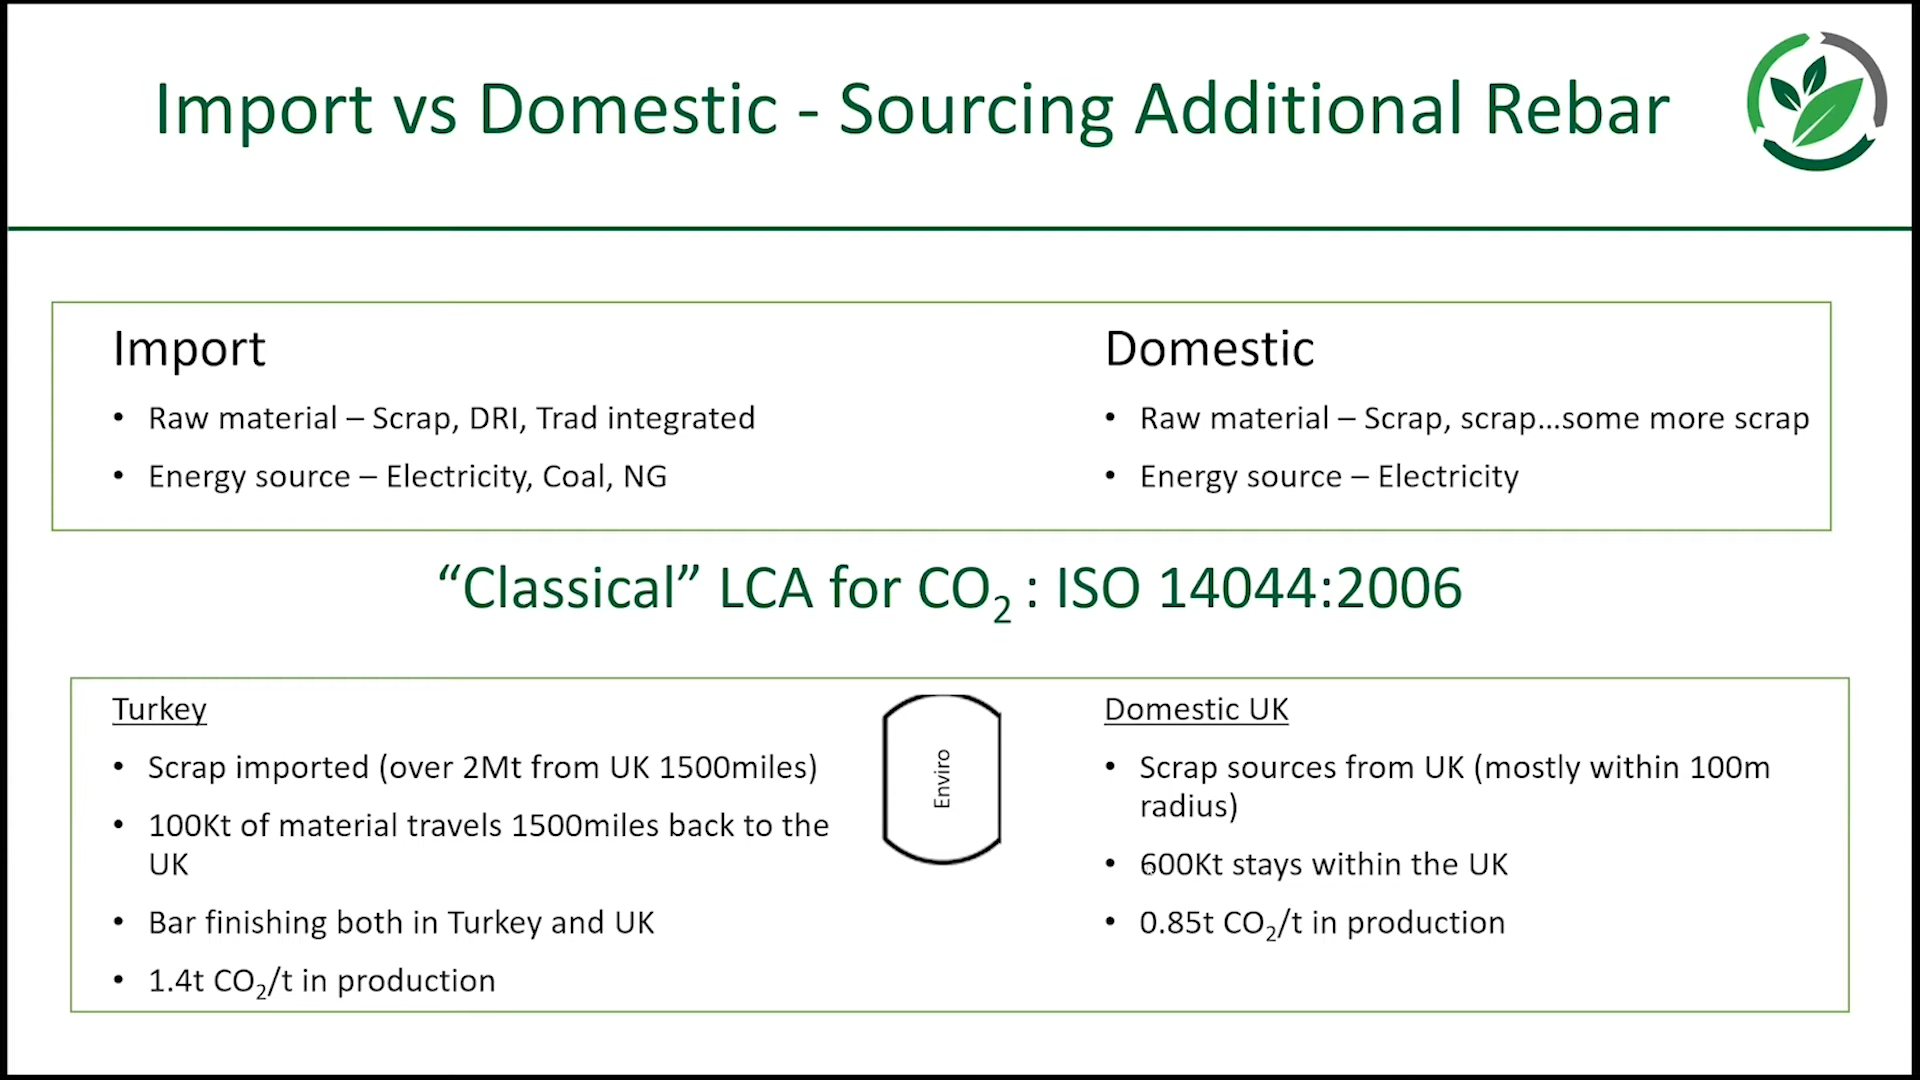 Import vs Domestic - Sourcing Additional Rebar
Import
• Raw material – Scrap, DRI, Trad integrated
• Energy source – Electricity, Coal, NG
Domestic
• Raw material – Scrap, scrap...some more scrap
• Energy source – Electricity
“Classical” LCA for CO₂ : ISO 14044:2006
Turkey
• Scrap imported (over 2Mt from UK 1500miles)
• 100Kt of material travels 1500miles back to the
UK
• Bar finishing both in Turkey and UK
• 1.4t CO₂/t in production
Enviro
Domestic UK
• Scrap sources from UK (mostly within 100m
radius)
• 600Kt stays within the UK
• 0.85t CO₂/t in production